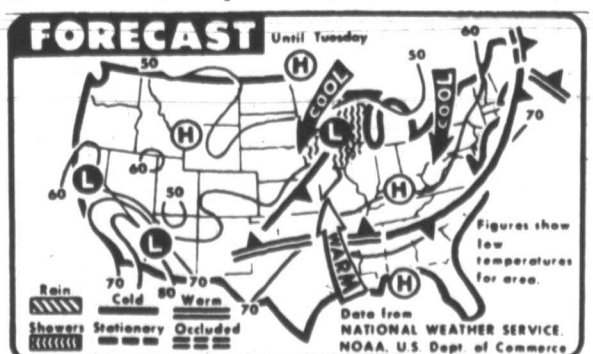 FORECAST Until Tuesday
50
H
COOL
50
60
COOL
L
70
H
60
L
60
50
H
L
Figures show
low
temperatures
for area.
WARM
H
70
80
70
70
Rain
Cold
Warm
Showers
Stationary
Occluded
Data from
NATIONAL WEATHER SERVICE,
NOAA, U.S. Dept. of Commerce